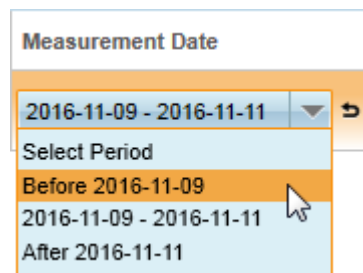 Measurement Date
2016-11-09 - 2016-11-11
Select Period
Before 2016-11-09
2016-11-09 - 2016-11-11
After 2016-11-11